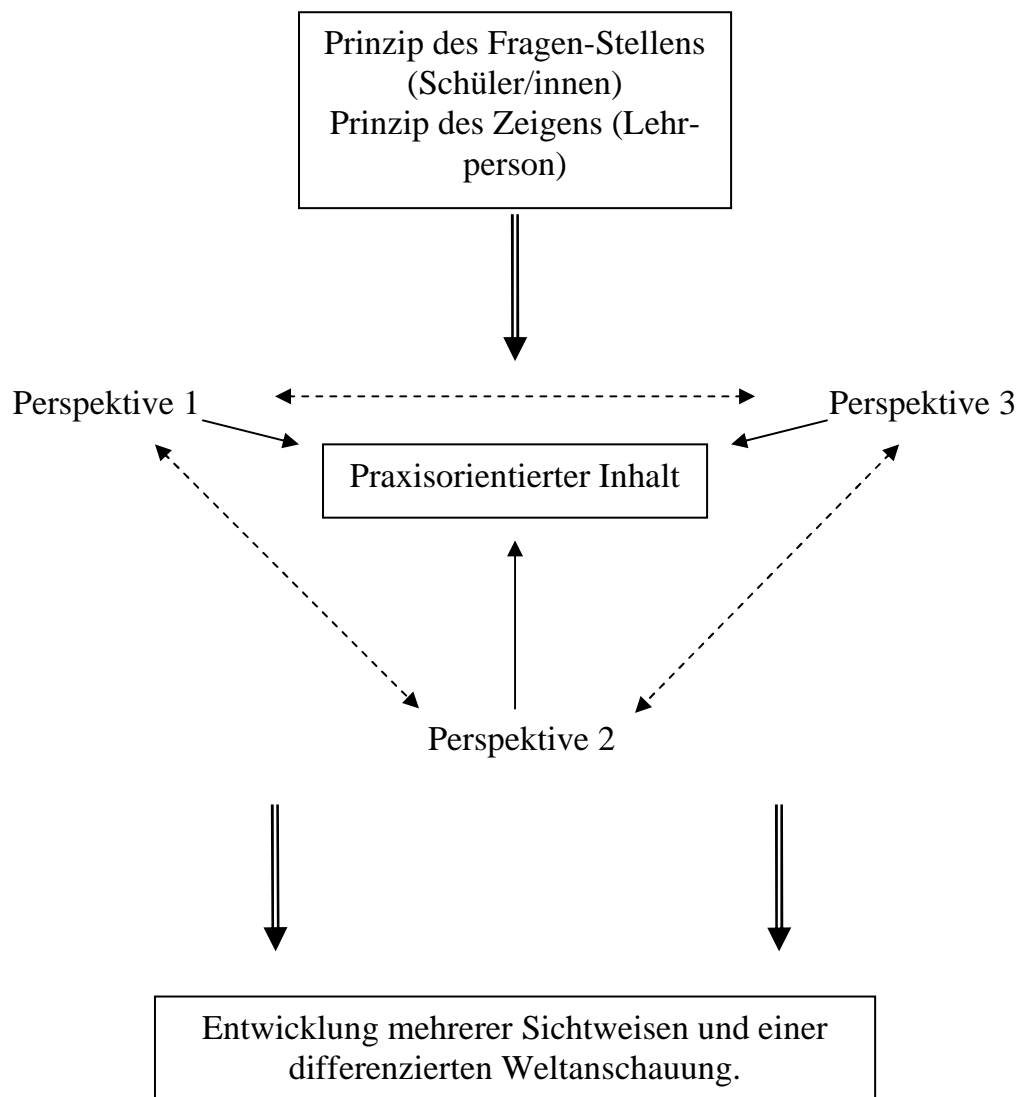 Prinzip des Fragen-Stellens
(Schüler/innen)
Prinzip des Zeigens (Lehr-
person)
Perspektive 1
Perspektive 3
Praxisorientierter Inhalt
Perspektive 2
Entwicklung mehrerer Sichtweisen und einer
differenzierten Weltanschauung.